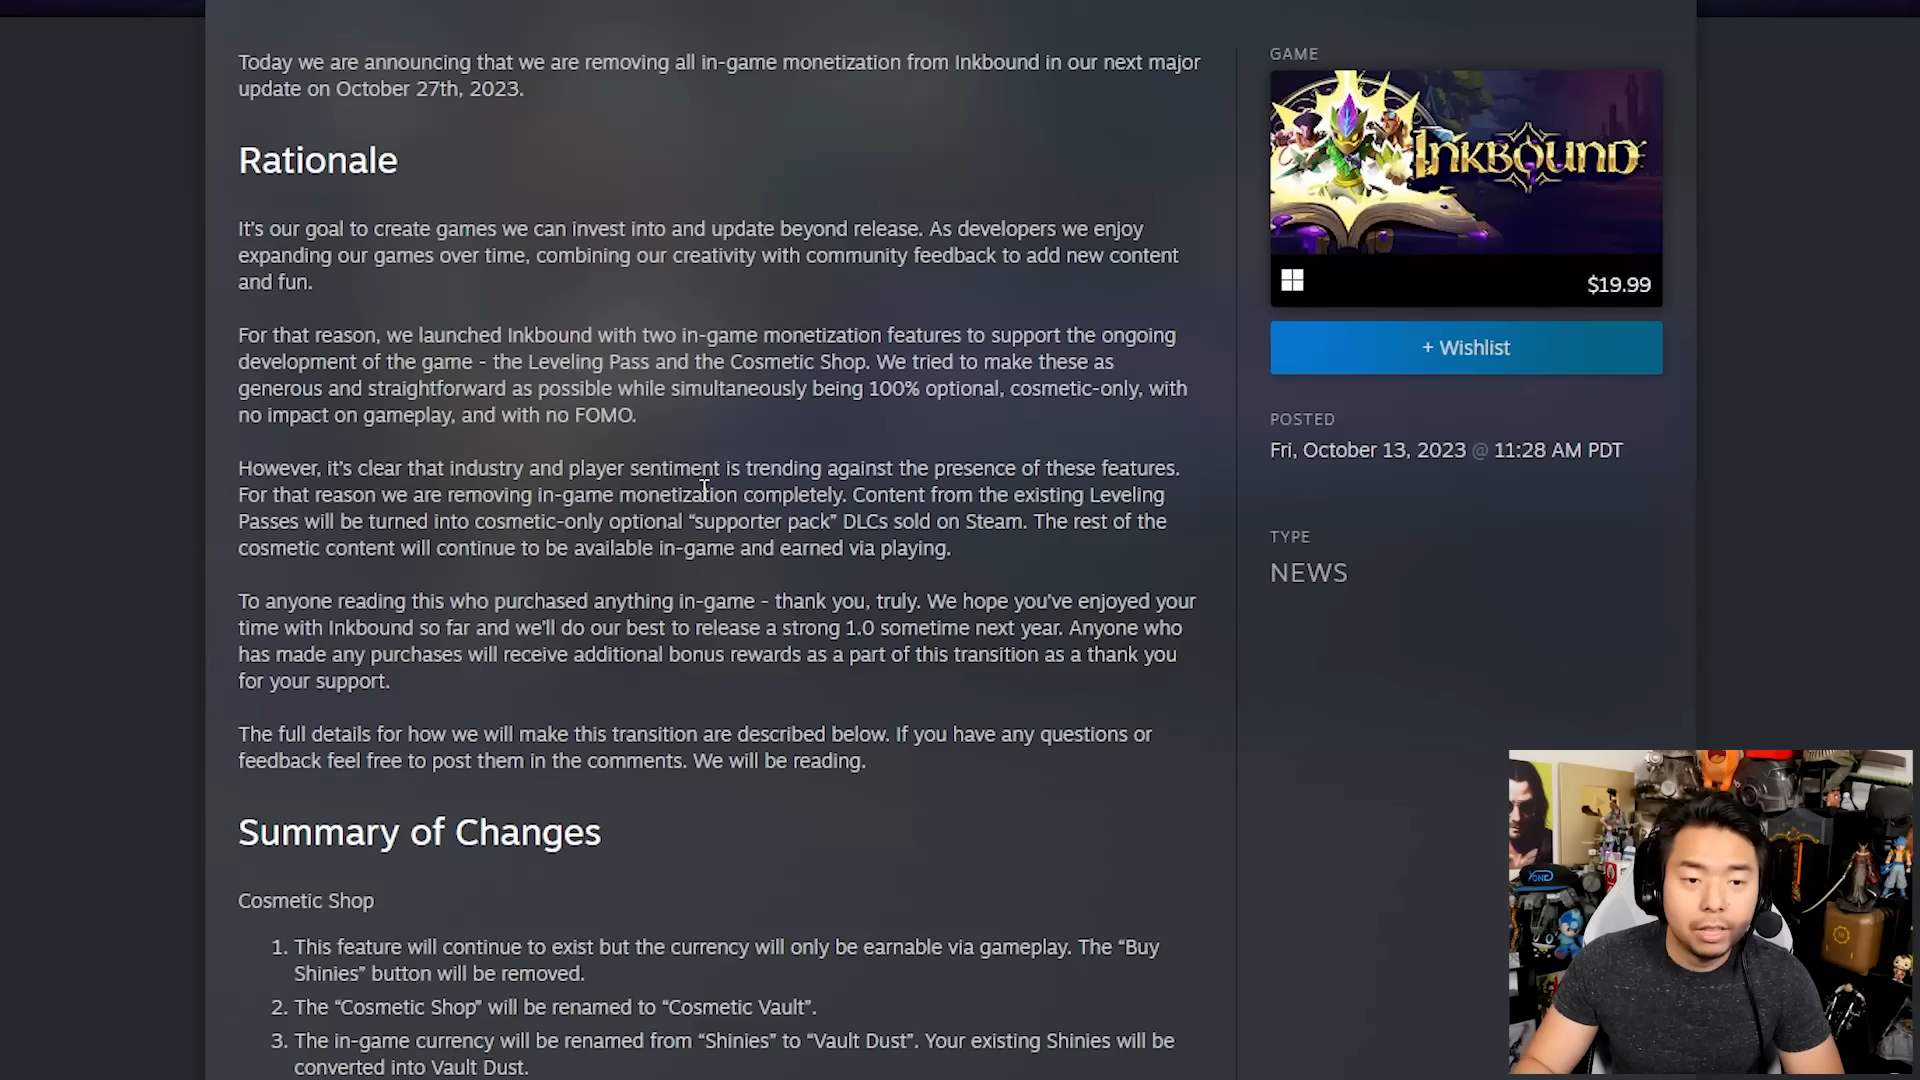 Today we are announcing that we are removing all in-game monetization from Inkbound in our next major
update on October 27th, 2023.
Rationale
It's our goal to create games we can invest into and update beyond release. As developers we enjoy
expanding our games over time, combining our creativity with community feedback to add new content
and fun.
For that reason, we launched Inkbound with two in-game monetization features to support the ongoing
development of the game - the Leveling Pass and the Cosmetic Shop. We tried to make these as
generous and straightforward as possible while simultaneously being 100% optional, cosmetic-only, with
no impact on gameplay, and with no FOMO.
However, it's clear that industry and player sentiment is trending against the presence of these features.
For that reason we are removing in-game monetization completely. Content from the existing Leveling
Passes will be turned into cosmetic-only optional “supporter pack” DLCs sold on Steam. The rest of the
cosmetic content will continue to be available in-game and earned via playing.
To anyone reading this who purchased anything in-game - thank you, truly. We hope you've enjoyed your
time with Inkbound so far and we'll do our best to release a strong 1.0 sometime next year. Anyone who
has made any purchases will receive additional bonus rewards as a part of this transition as a thank you
for your support.
The full details for how we will make this transition are described below. If you have any questions or
feedback feel free to post them in the comments. We will be reading.
Summary of Changes
Cosmetic Shop
1. This feature will continue to exist but the currency will only be earnable via gameplay. The “Buy
Shinies” button will be removed.
2. The “Cosmetic Shop” will be renamed to “Cosmetic Vault”.
3. The in-game currency will be renamed from “Shinies” to “Vault Dust”. Your existing Shinies will be
converted into Vault Dust.
GAME
INKBOUND
$19.99
+ Wishlist
POSTED
Fri, October 13, 2023 @ 11:28 AM PDT
TYPE
NEWS